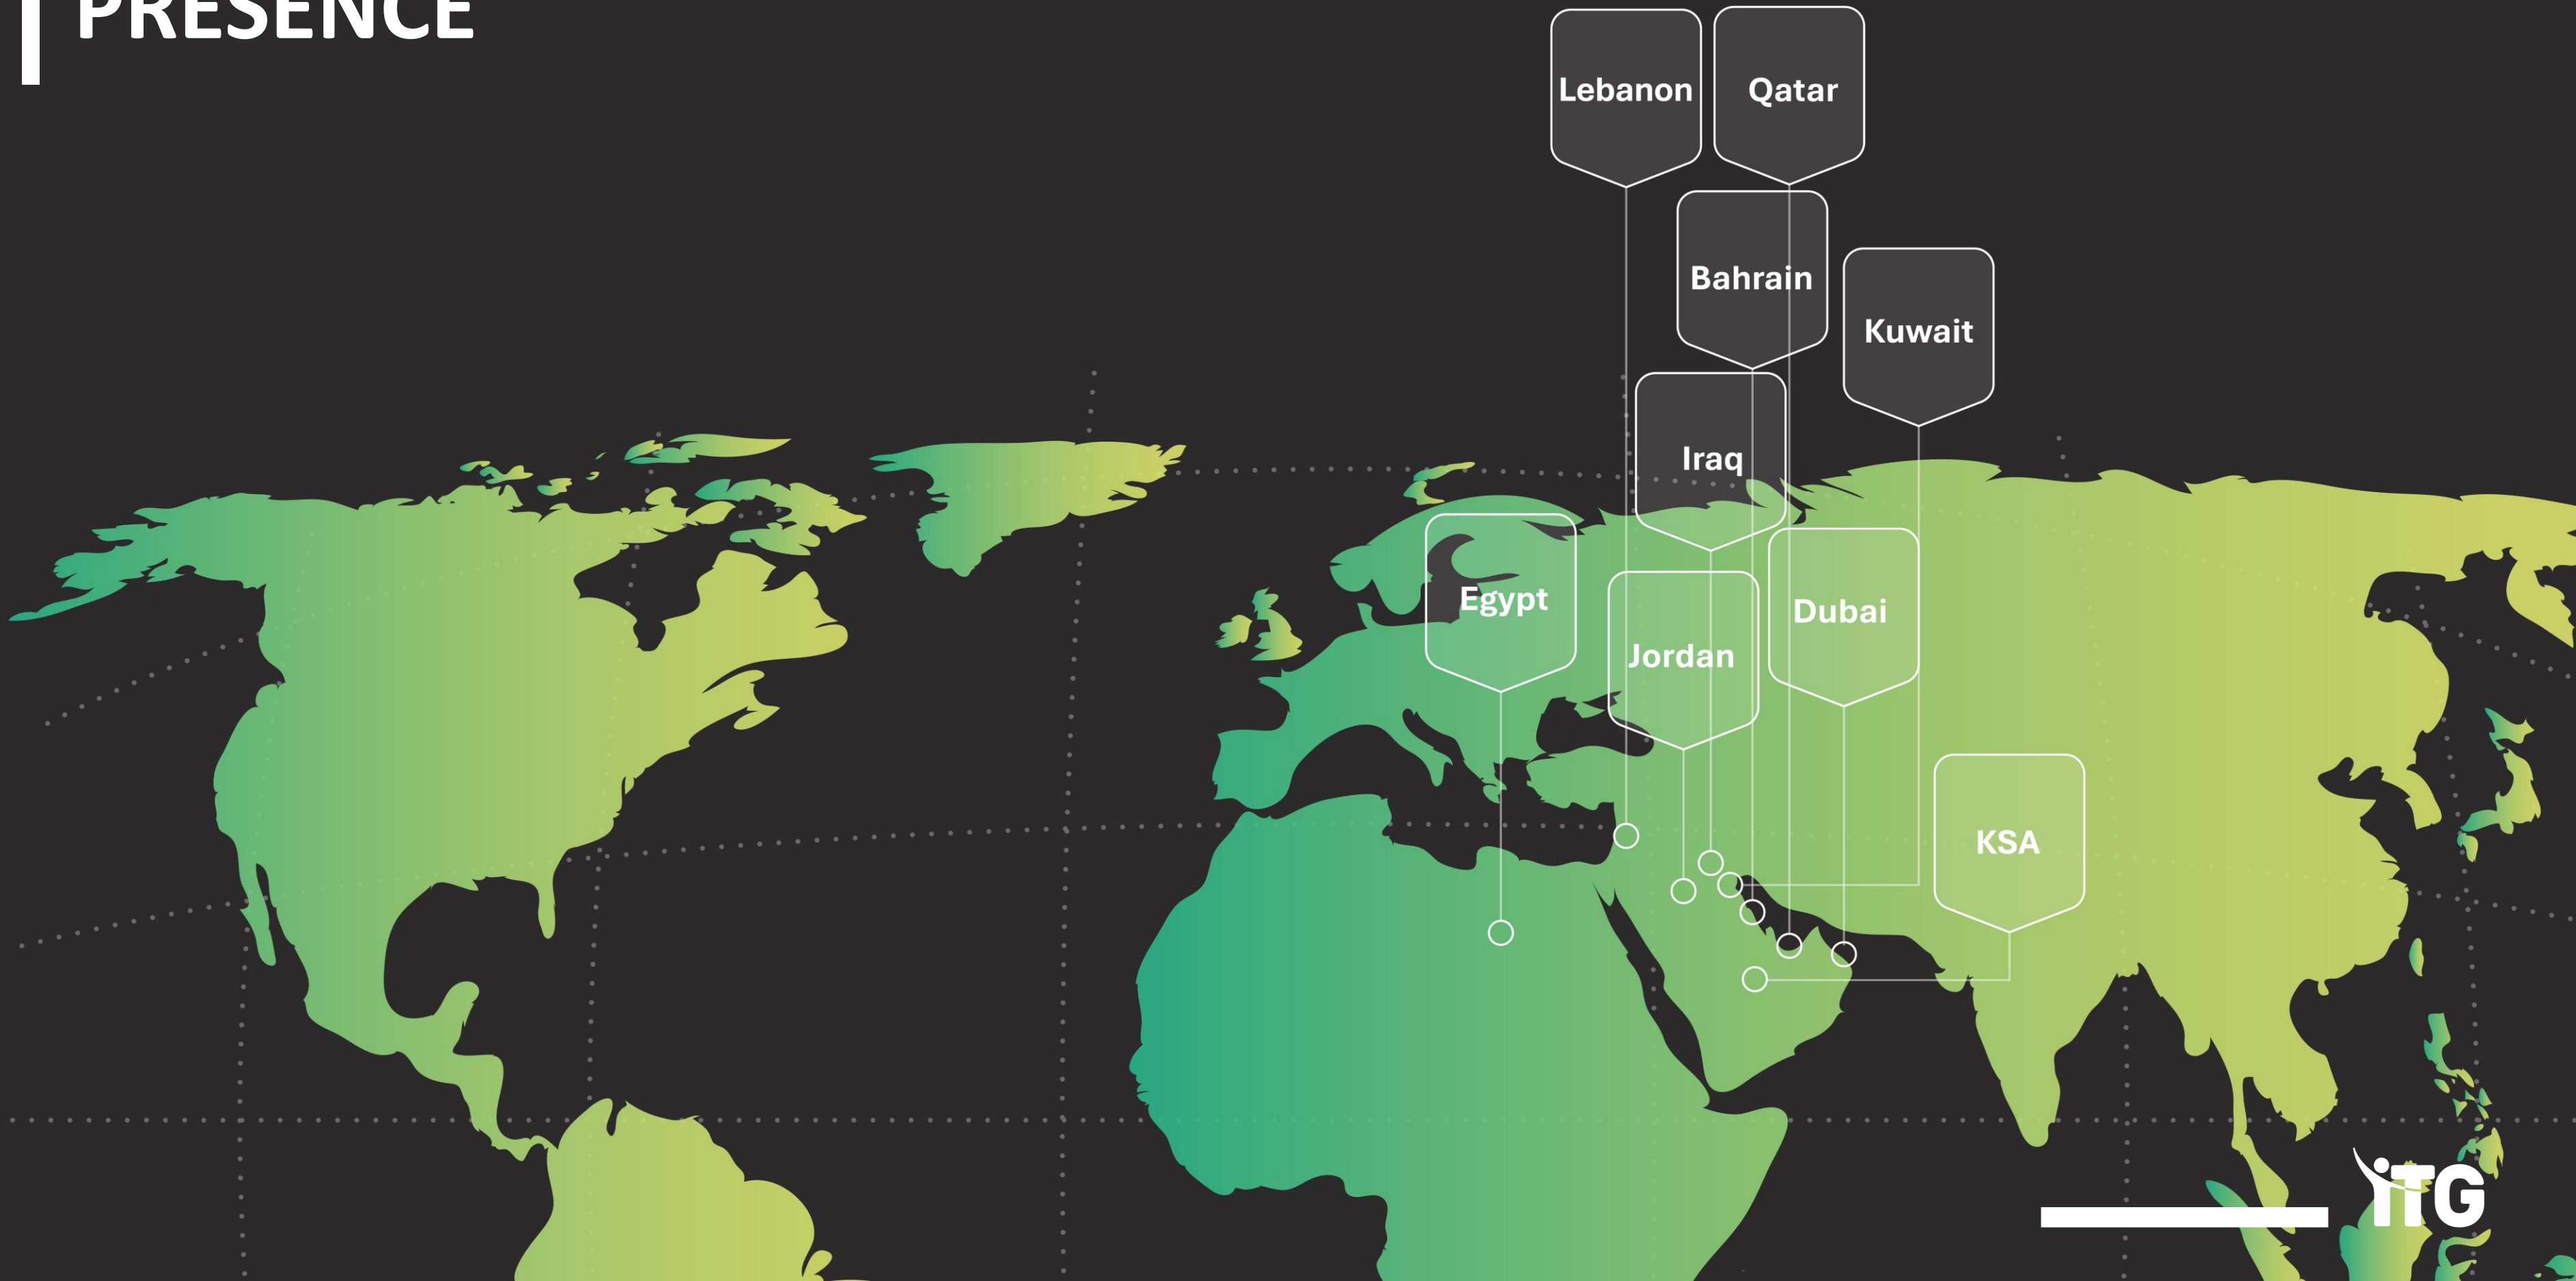 PRESENCE
Lebanon
Qatar
Bahrain
Kuwait
Iraq
Egypt
Dubai
Jordan
KSA
iTG